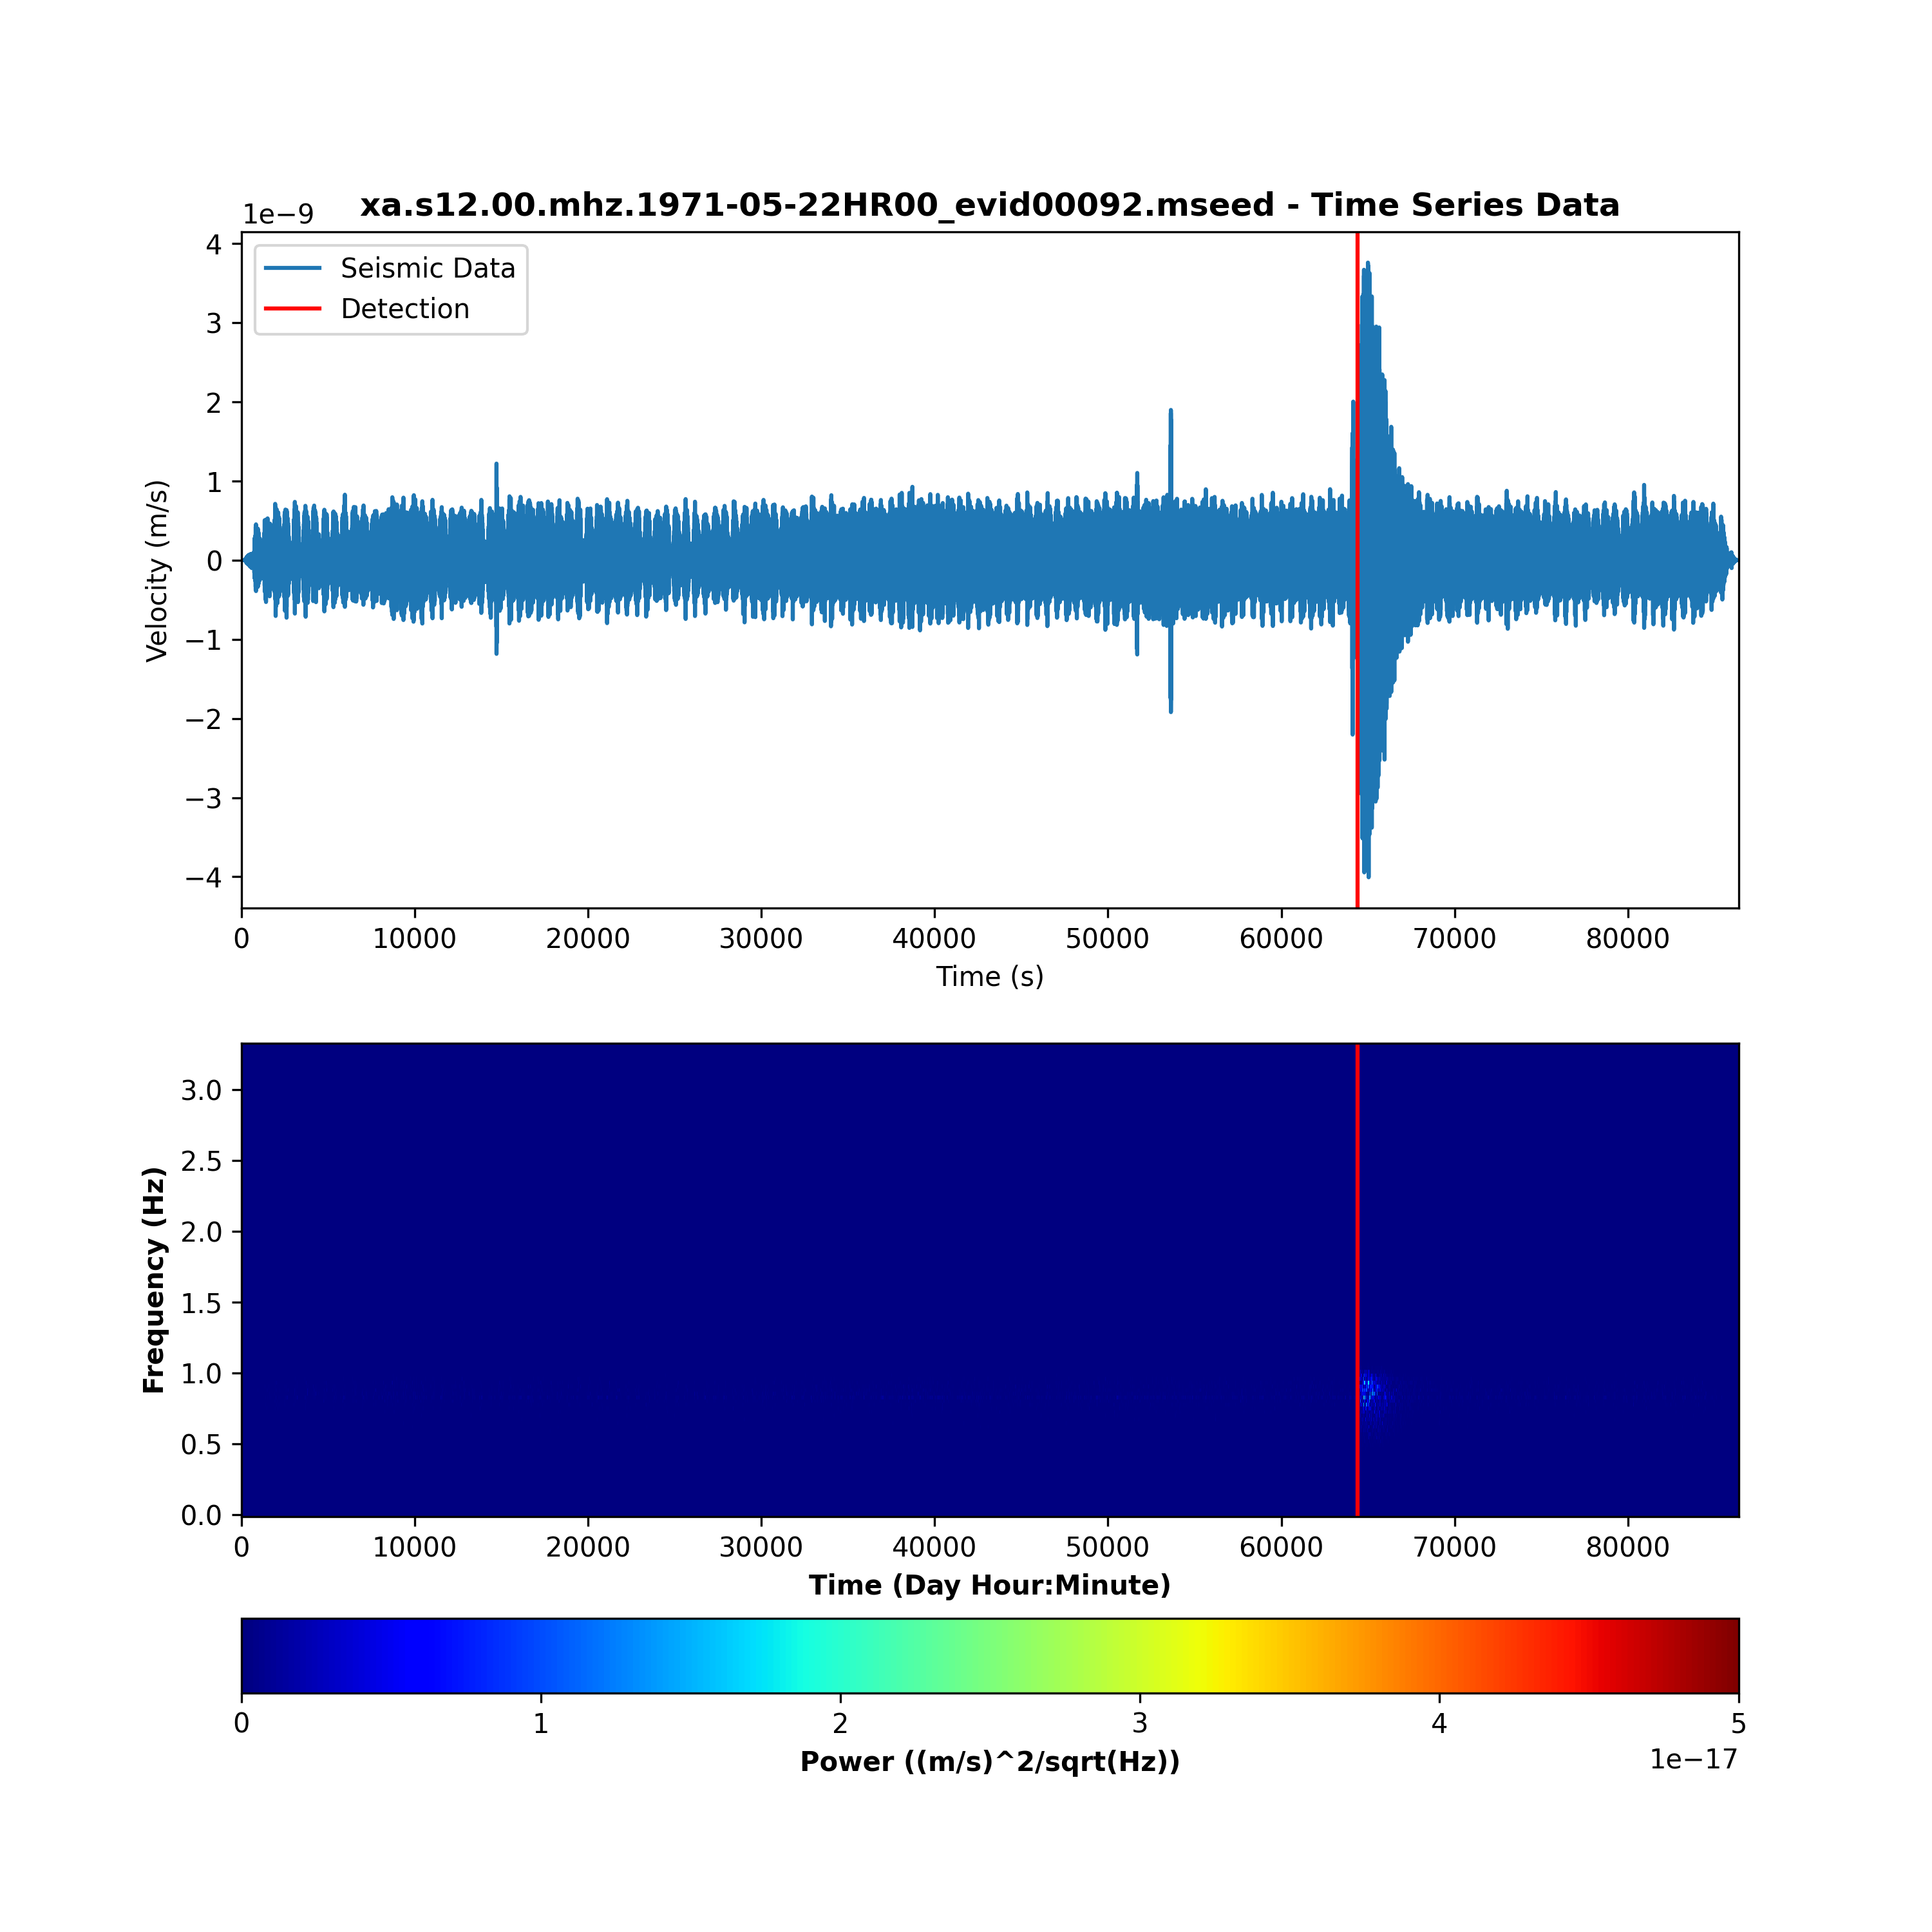 xa.s12.00.mhz.1971-05-22HR00_evid00092.mseed - Time Series Data
1e−9
Seismic Data
Detection
4
3
2
1
0
−1
−2
−3
−4
Velocity (m/s)
0 10000 20000 30000 40000 50000 60000 70000 80000
Time (s)
3.0
2.5
2.0
1.5
1.0
0.5
0.0
Frequency (Hz)
0 10000 20000 30000 40000 50000 60000 70000 80000
Time (Day Hour:Minute)
0 1 2 3 4 5
Power ((m/s)^2/sqrt(Hz))
1e−17